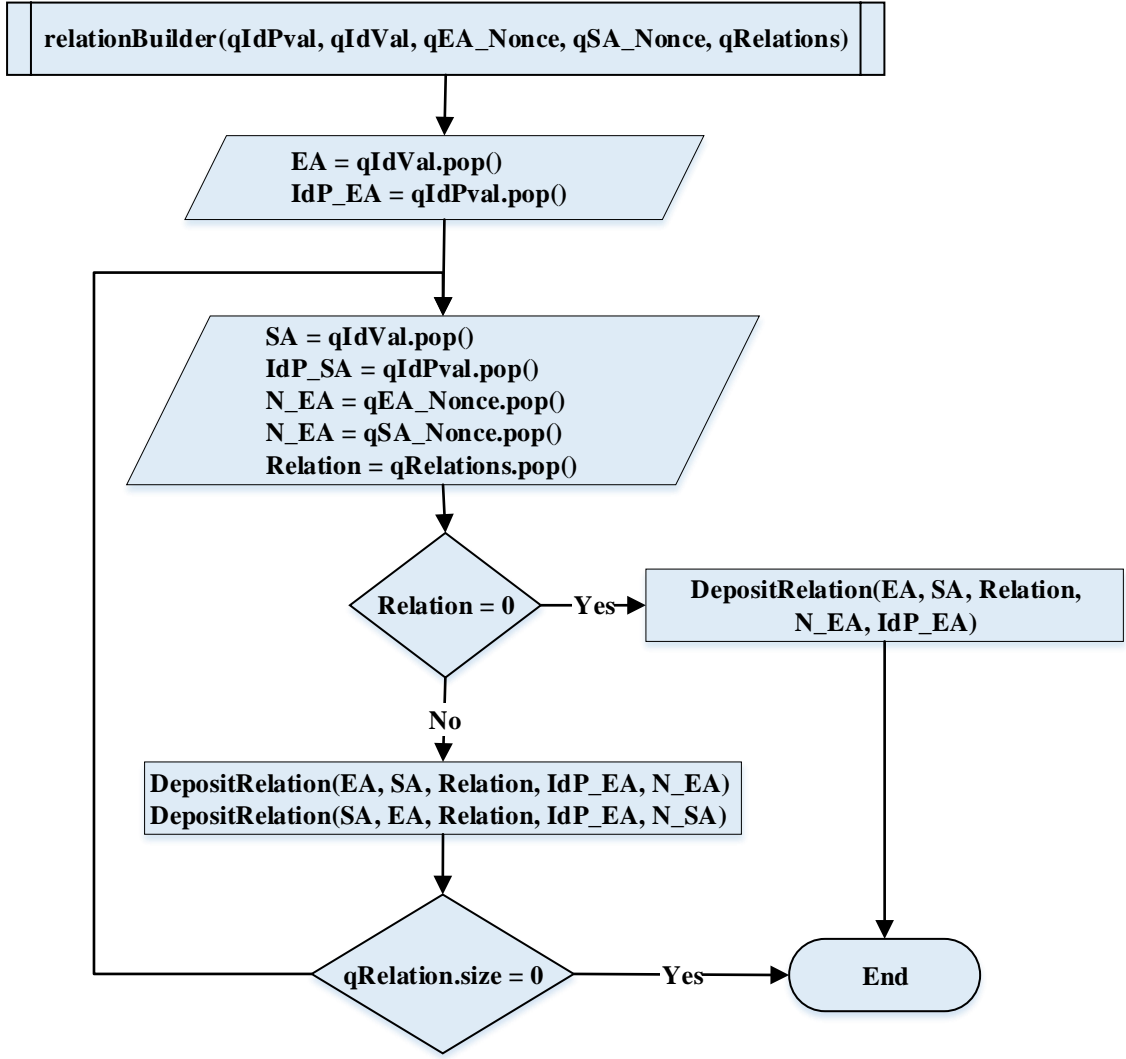 relationBuilder(qIdPval, qIdVal, qEA_Nonce, qSA_Nonce, qRelations)
EA = qIdVal.pop()
IdP_EA = qIdPval.pop()
SA = qIdVal.pop()
IdP_SA = qIdPval.pop()
N_EA = qEA_Nonce.pop()
N_EA = qSA_Nonce.pop()
Relation = qRelations.pop()
Relation = 0
Yes
DepositRelation(EA, SA, Relation,
N_EA, IdP_EA)
No
DepositRelation(EA, SA, Relation, IdP_EA, N_EA)
DepositRelation(SA, EA, Relation, IdP_EA, N_SA)
qRelation.size = 0
Yes
End